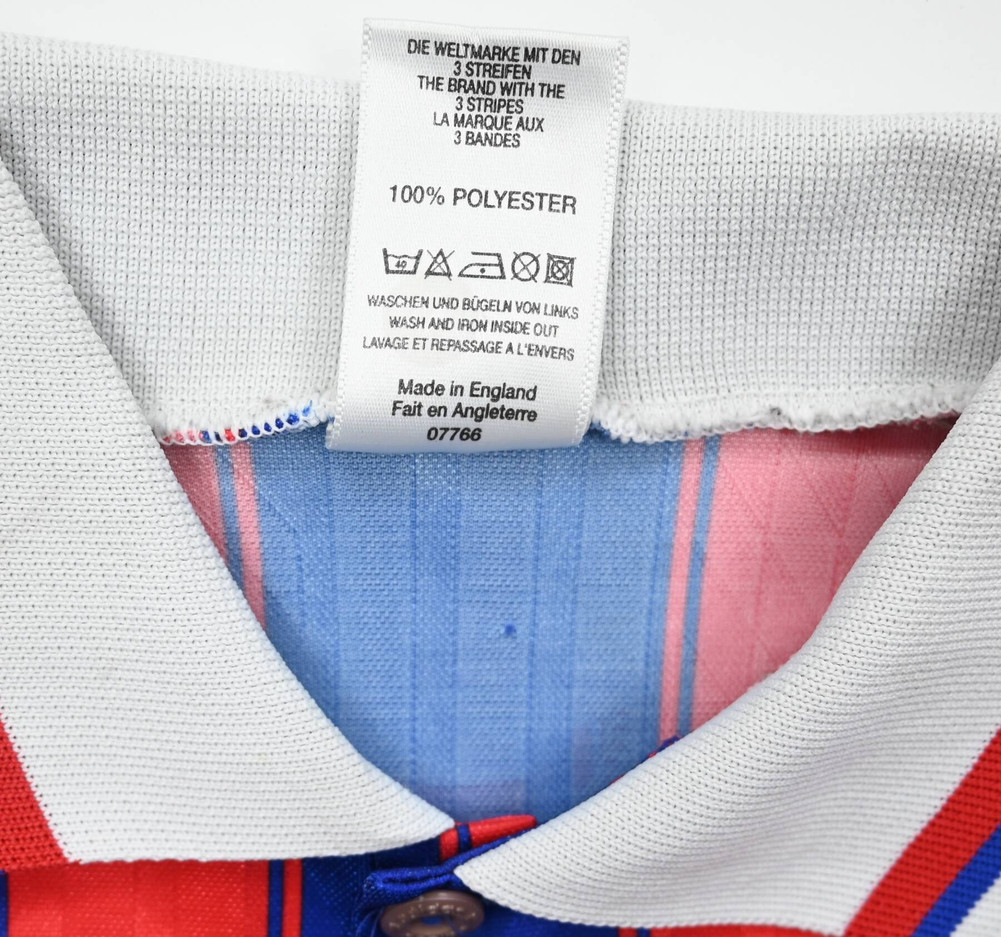 DIE WELTMARKE MIT DEN
3 STREIFEN
THE BRAND WITH THE
3 STRIPES
LA MARQUE AUX
3 BANDES
100% POLYESTER
40
WASCHEN UND BÜGELN VON LINKS
WASH AND IRON INSIDE OUT
LAVAGE ET REPASSAGE A L'ENVERS
Made in England
Fait en Angleterre
07766